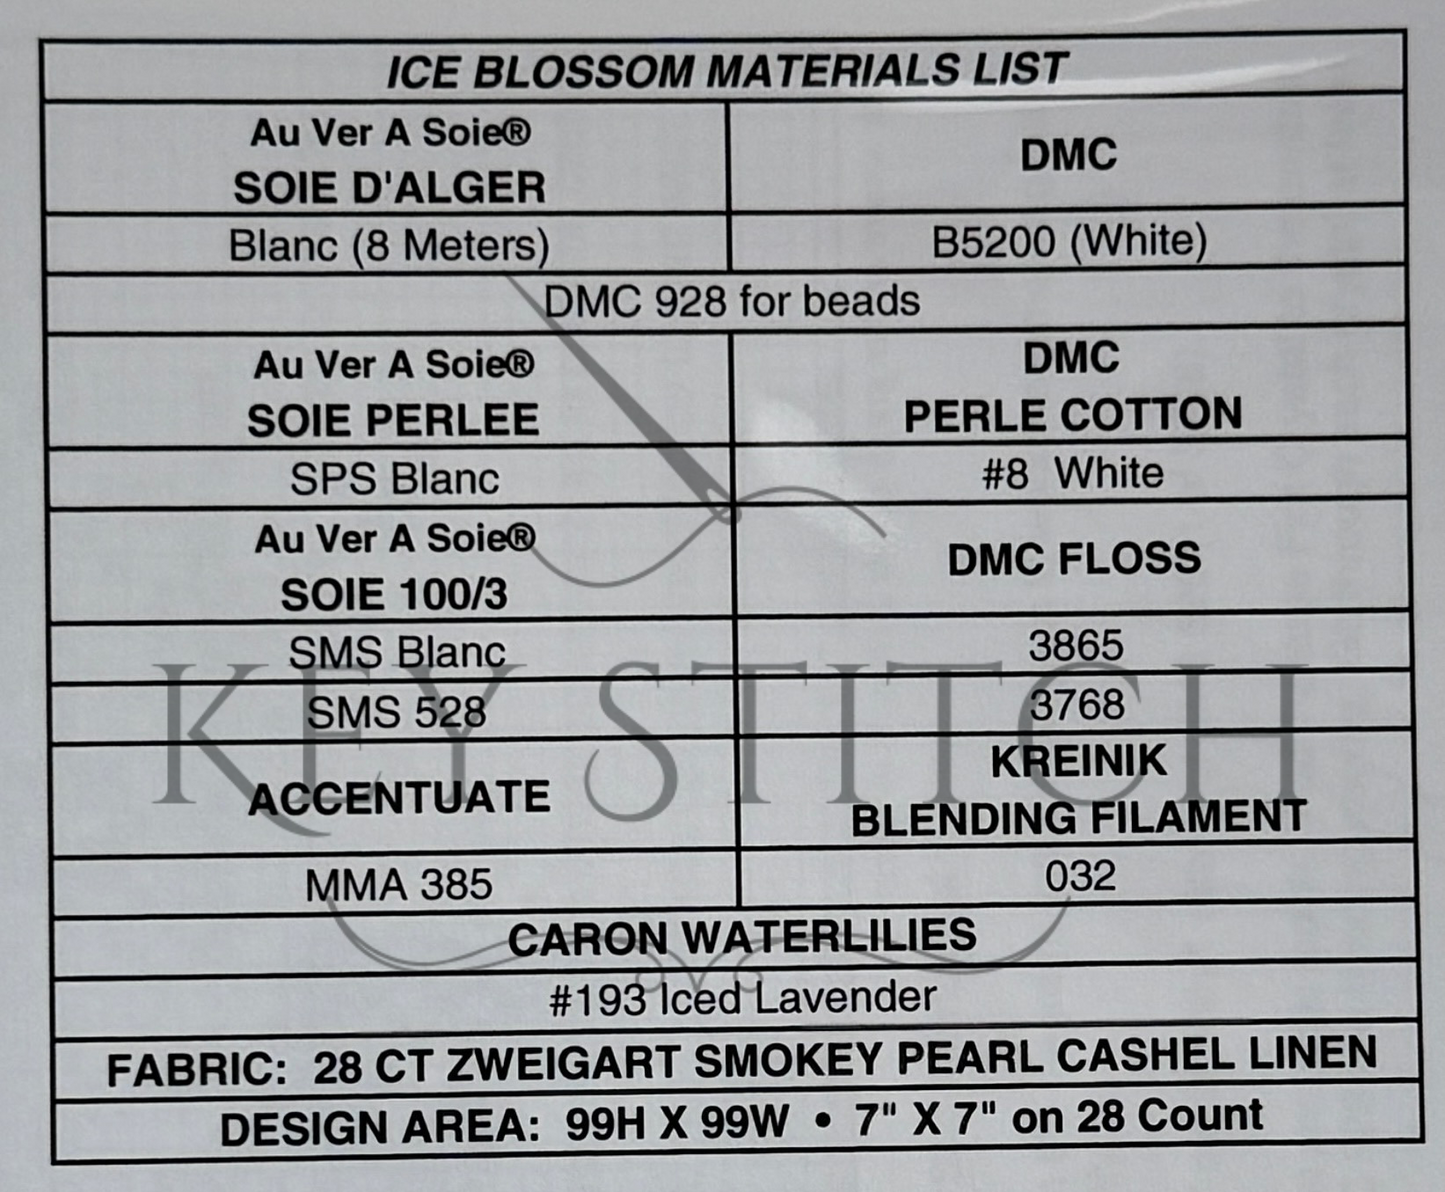 ICE BLOSSOM MATERIALS LIST
Au Ver A Soie®
SOIE D'ALGER
DMC
Blanc (8 Meters)
B5200 (White)
DMC 928 for beads
Au Ver A Soie®
SOIE PERLEE
DMC
PERLE COTTON
SPS Blanc
#8 White
Au Ver A Soie®
SOIE 100/3
DMC FLOSS
SMS Blanc
3865
SMS 528
3768
KEY STITCH
ACCENTUATE
KREINIK
BLENDING FILAMENT
MMA 385
032
CARON WATERLILIES
#193 Iced Lavender
FABRIC: 28 CT ZWEIGART SMOKEY PEARL CASHEL LINEN
DESIGN AREA: 99H X 99W • 7" X 7" on 28 Count